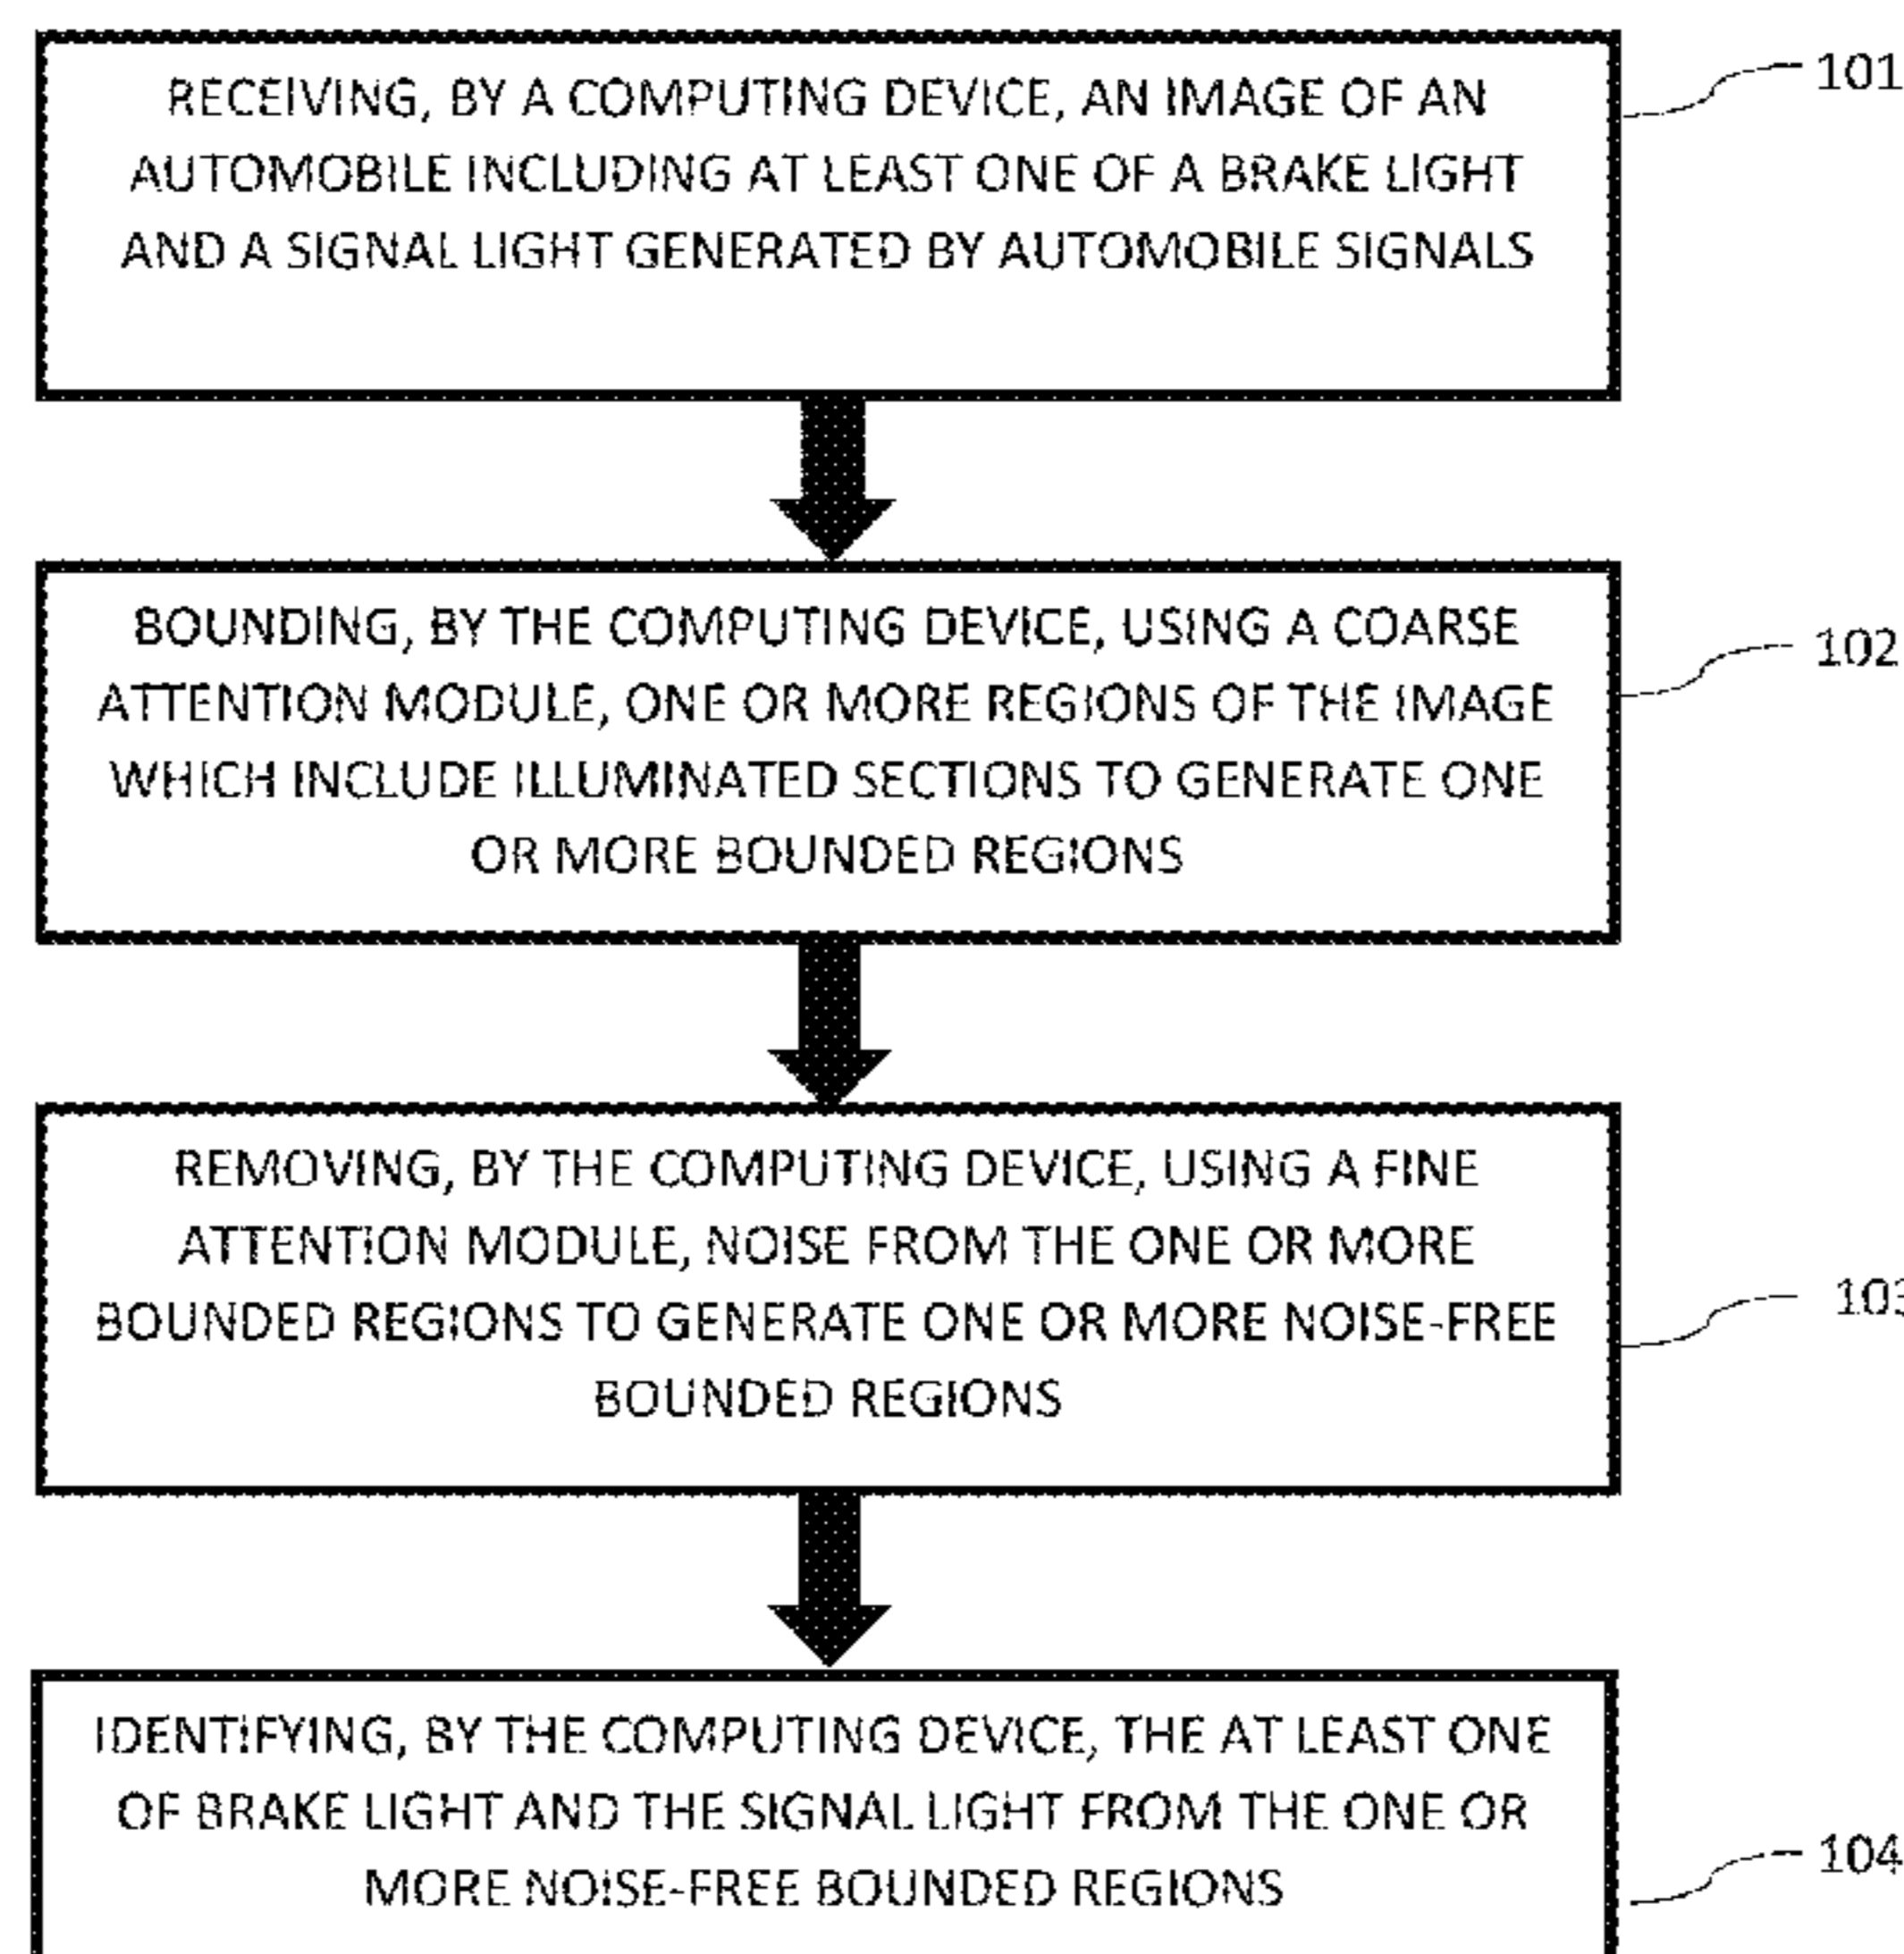 RECEIVING, BY A COMPUTING DEVICE, AN IMAGE OF AN
AUTOMOBILE INCLUDING AT LEAST ONE OF A BRAKE LIGHT
AND A SIGNAL LIGHT GENERATED BY AUTOMOBILE SIGNALS
101
BOUNDING, BY THE COMPUTING DEVICE, USING A COARSE
ATTENTION MODULE, ONE OR MORE REGIONS OF THE IMAGE
WHICH INCLUDE ILLUMINATED SECTIONS TO GENERATE ONE
OR MORE BOUNDED REGIONS
102
REMOVING, BY THE COMPUTING DEVICE, USING A FINE
ATTENTION MODULE, NOISE FROM THE ONE OR MORE
BOUNDED REGIONS TO GENERATE ONE OR MORE NOISE-FREE
BOUNDED REGIONS
103
IDENTIFYING, BY THE COMPUTING DEVICE, THE AT LEAST ONE
OF BRAKE LIGHT AND THE SIGNAL LIGHT FROM THE ONE OR
MORE NOISE-FREE BOUNDED REGIONS
104